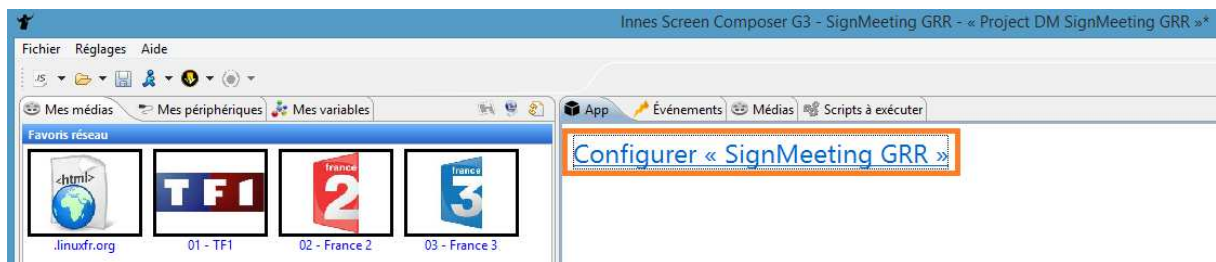 Innes Screen Composer G3 - SignMeeting GRR - « Project DM SignMeeting GRR »*
Fichier Réglages Aide
JS
Mes médias Mes périphériques Mes variables
App Événements Médias Scripts à exécuter
Favoris réseau
Configurer « SignMeeting GRR »
<html>
TF1
france
2
france
3
.linuxfr.org 01 - TF1 02 - France 2 03 - France 3